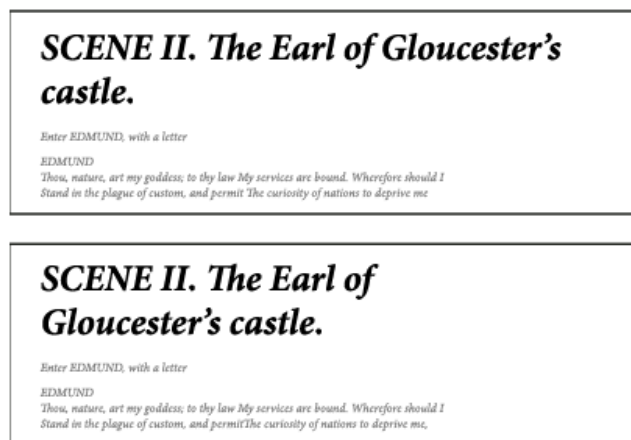 SCENE II. The Earl of Gloucester's
castle.
Enter EDMUND, with a letter
EDMUND
Thou, nature, art my goddess; to thy law My services are bound. Wherefore should I
Stand in the plague of custom, and permit The curiosity of nations to deprive me
SCENE II. The Earl of
Gloucester's castle.
Enter EDMUND, with a letter
EDMUND
Thou, nature, art my goddess; to thy law My services are bound. Wherefore should I
Stand in the plague of custom, and permitThe curiosity of nations to deprive me,